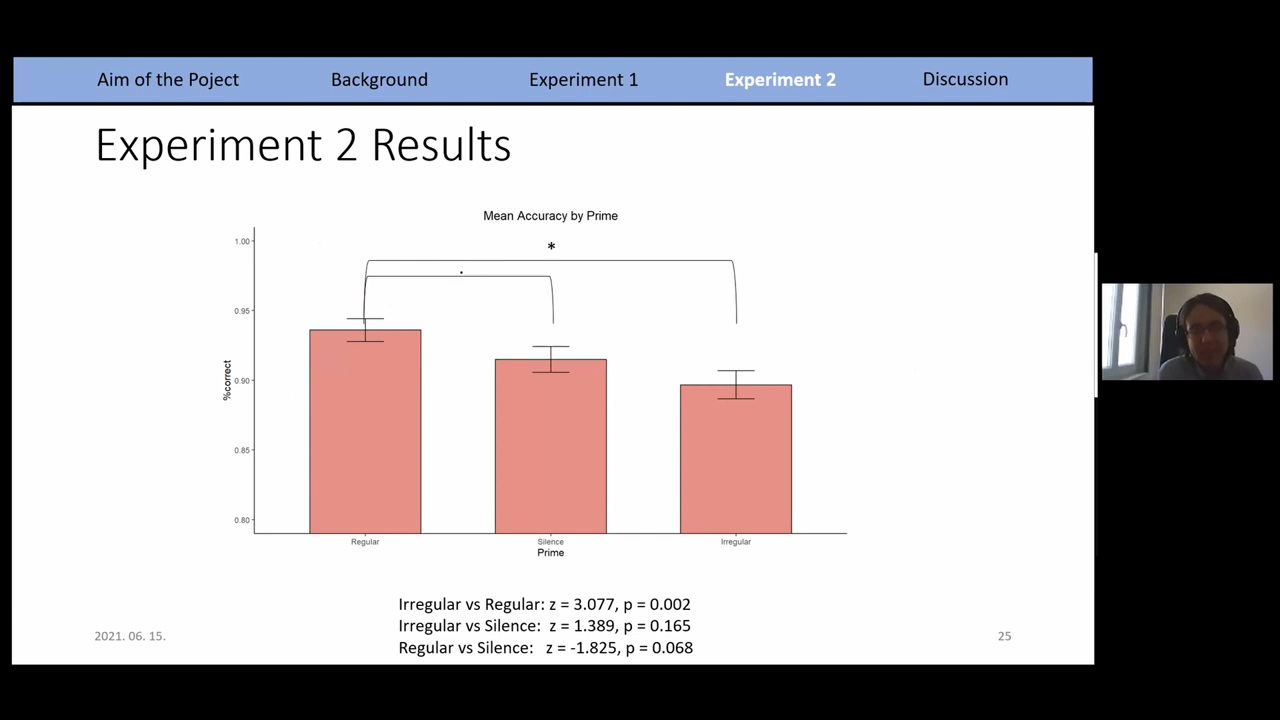 Aim of the Poject Background Experiment 1 Experiment 2 Discussion
Experiment 2 Results
Mean Accuracy by Prime
*
.
1.00
0.95
0.90
0.85
0.80
%correct
Regular Silence Irregular
Prime
Irregular vs Regular: z = 3.077, p = 0.002
Irregular vs Silence: z = 1.389, p = 0.165
Regular vs Silence: z = -1.825, p = 0.068
2021. 06. 15.
25